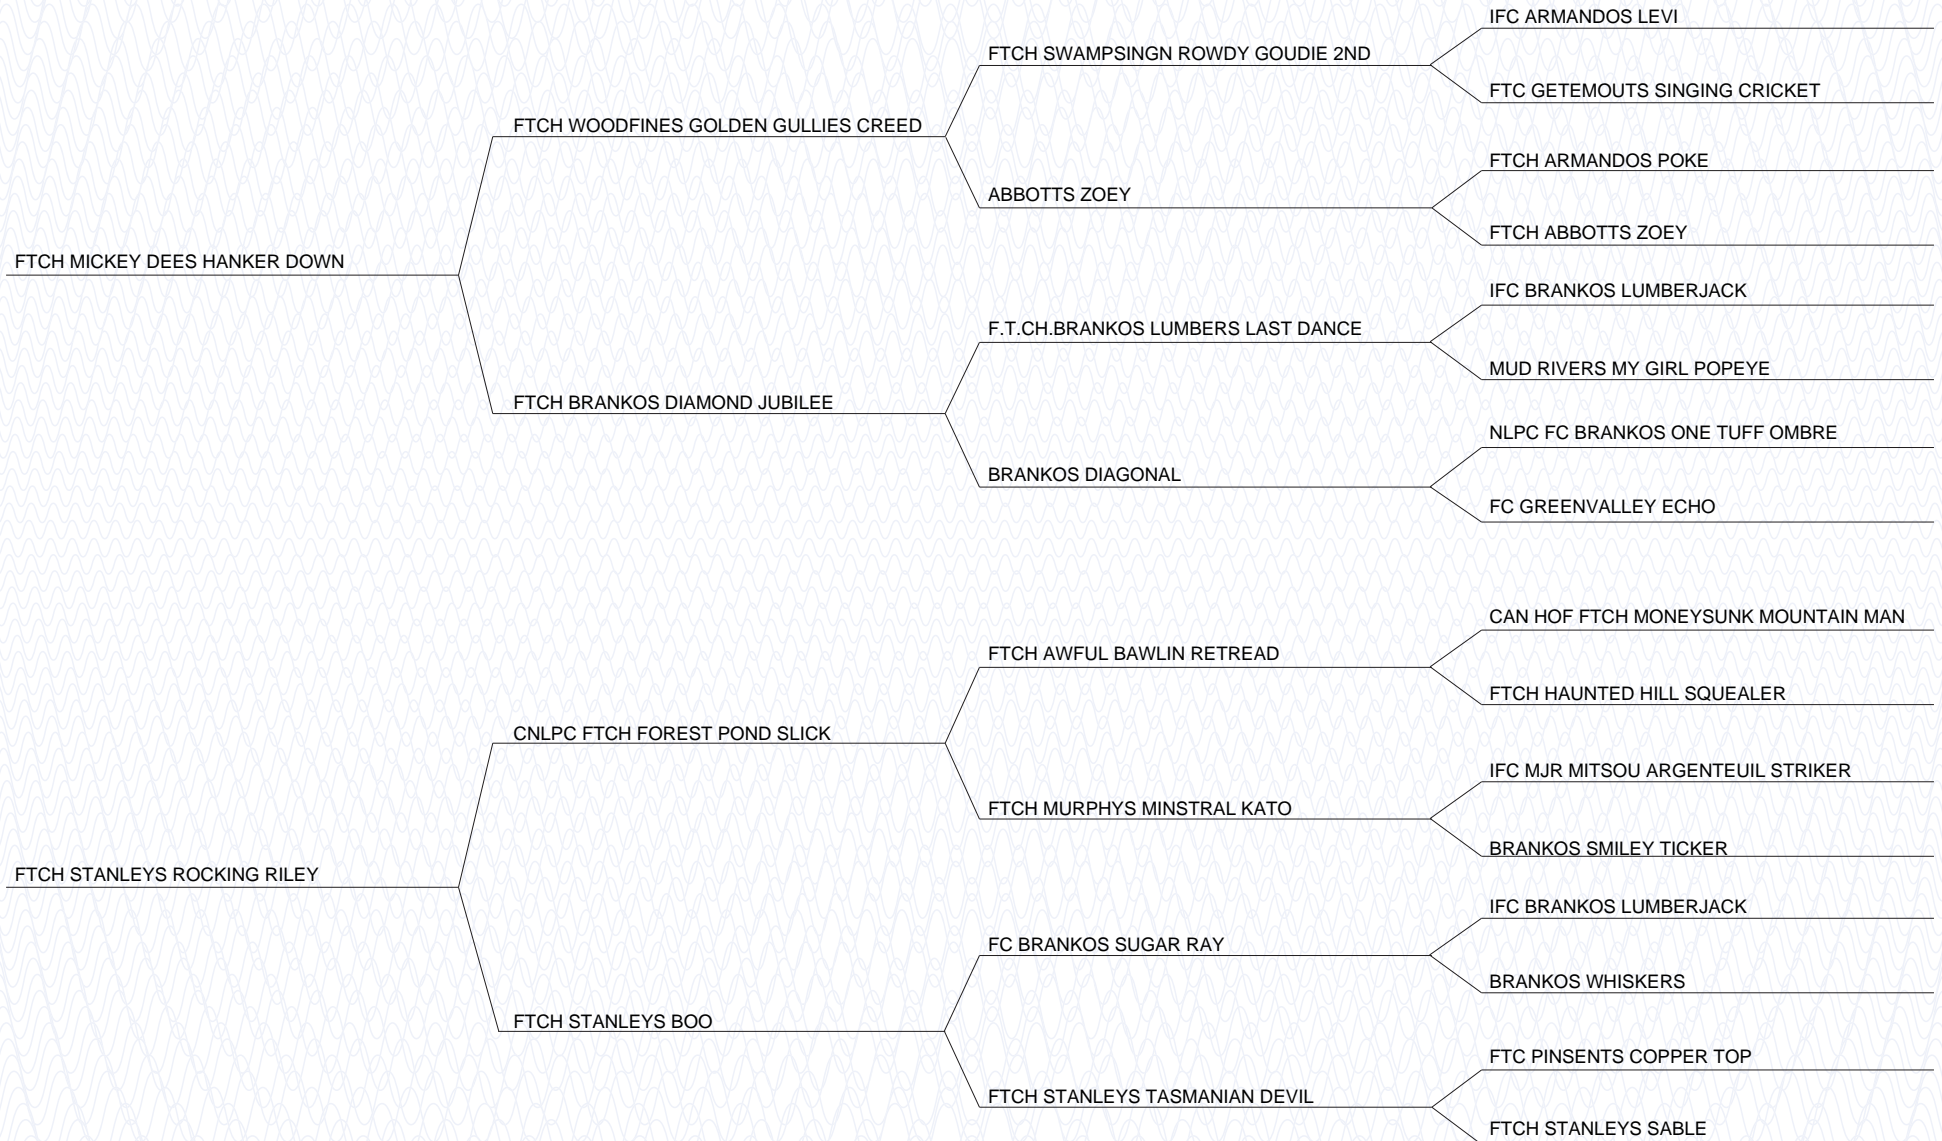 IFC ARMANDOS LEVI
FTCH SWAMPSINGN ROWDY GOUDIE 2ND
FTC GETEMOUTS SINGING CRICKET
FTCH WOODFINES GOLDEN GULLIES CREED
FTCH ARMANDOS POKE
ABBOTTS ZOEY
FTCH ABBOTTS ZOEY
FTCH MICKEY DEES HANKER DOWN
IFC BRANKOS LUMBERJACK
F.T.CH.BRANKOS LUMBERS LAST DANCE
MUD RIVERS MY GIRL POPEYE
FTCH BRANKOS DIAMOND JUBILEE
NLPC FC BRANKOS ONE TUFF OMBRE
BRANKOS DIAGONAL
FC GREENVALLEY ECHO
CAN HOF FTCH MONEYSUNK MOUNTAIN MAN
FTCH AWFUL BAWLIN RETREAD
FTCH HAUNTED HILL SQUEALER
CNLPC FTCH FOREST POND SLICK
IFC MJR MITSOU ARGENTEUIL STRIKER
FTCH MURPHYS MINSTRAL KATO
BRANKOS SMILEY TICKER
FTCH STANLEYS ROCKING RILEY
IFC BRANKOS LUMBERJACK
FC BRANKOS SUGAR RAY
BRANKOS WHISKERS
FTCH STANLEYS BOO
FTC PINSENTS COPPER TOP
FTCH STANLEYS TASMANIAN DEVIL
FTCH STANLEYS SABLE